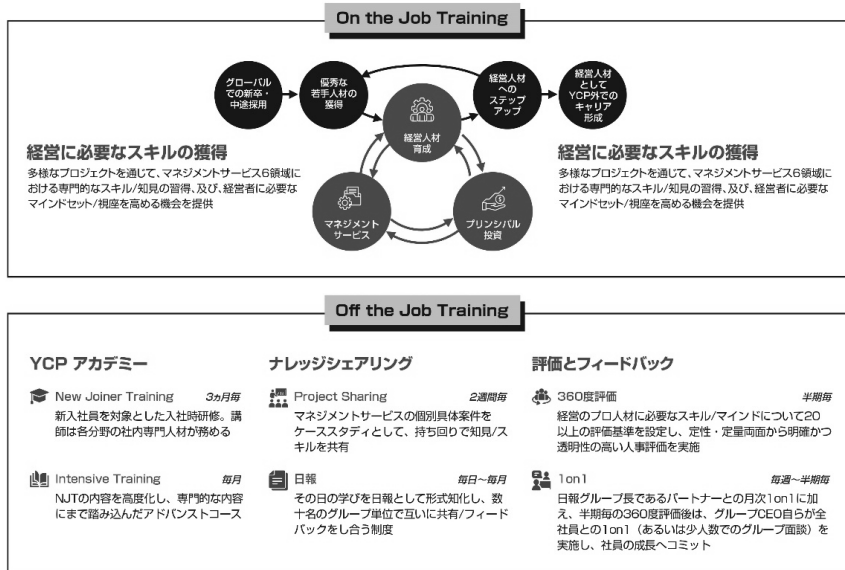 On the Job Training
グローバル
での新卒・
中途採用
優秀な
若手人材の
獲得
経営人材
育成
経営人材
への
ステップ
アップ
経営人材
として
YCP外での
キャリア
形成
マネジメント
サービス
プリンシパル
投資
経営に必要なスキルの獲得
多様なプロジェクトを通じて、マネジメントサービス6領域に
おける専門的なスキル/知見の習得、及び、経営者に必要な
マインドセット/視座を高める機会を提供
経営に必要なスキルの獲得
多様なプロジェクトを通じて、マネジメントサービス6領域に
おける専門的なスキル/知見の習得、及び、経営者に必要な
マインドセット/視座を高める機会を提供
Off the Job Training
YCP アカデミー
New Joiner Training 3ヵ月毎
新入社員を対象とした入社時研修。講
師は各分野の社内専門人材が務める
Intensive Training 毎月
NJTの内容を高度化し、専門的な内容
にまで踏み込んだアドバンストコース
ナレッジシェアリング
Project Sharing 2週間毎
マネジメントサービスの個別具体案件を
ケーススタディとして、持ち回りで知見/ス
キルを共有
日報 毎日～毎月
その日の学びを日報として形式知化し、数
十名のグループ単位で互いに共有/フィード
バックをし合う制度
評価とフィードバック
360度評価 半期毎
経営のプロ人材に必要なスキル/マインドについて20
以上の評価基準を設定し、定性・定量両面から明確かつ
透明性の高い人事評価を実施
1on1 毎週～半期毎
日報グループ長であるパートナーとの月次1on1に加
え、半期毎の360度評価後は、グループCEO自らが全
社員との1on1（あるいは少人数でのグループ面談）を
実施し、社員の成長へコミット